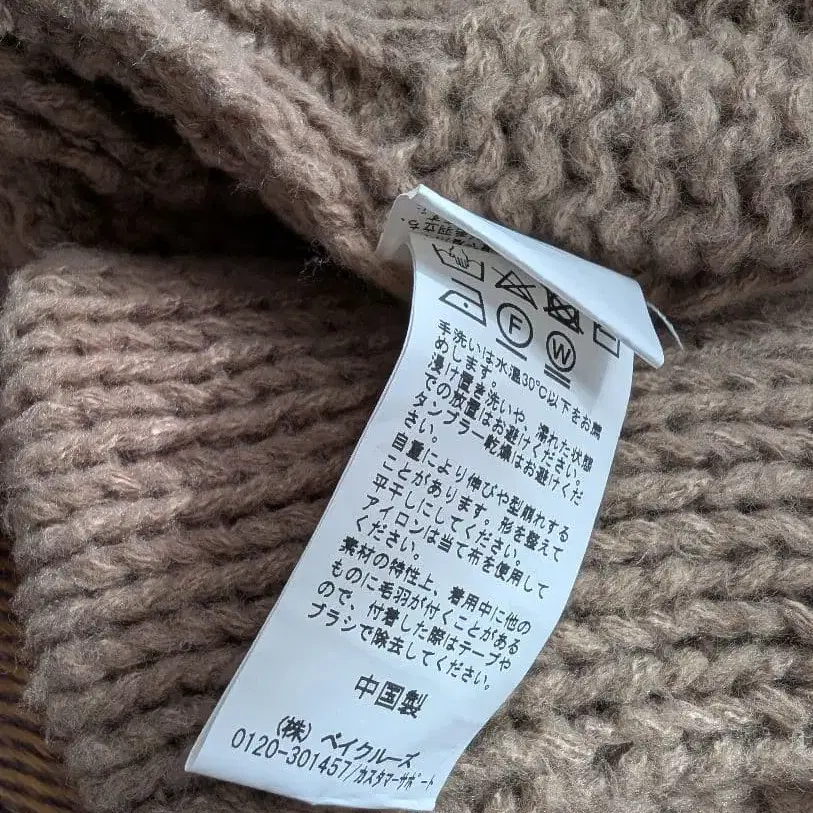 F
W
手洗いは水温30℃以下をお薦
めします。
浸け置き洗いや、濡れた状態
での放置はお避けください。
タンブラー乾燥はお避けくだ
さい。
自重により伸びや型崩れする
ことがあります。形を整えて
平干しにしてください。
アイロンは当て布を使用して
ください。
素材の特性上、着用中に他の
ものに毛羽が付くことがある
ので、付着した際はテープや
ブラシで除去してください。
中国製
(株) ベイクルーズ
0120-301457/カスタマーサポート